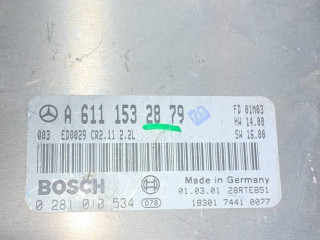 A 611 153 28 79
FD 01M03
HW 14.00
003 ED0029 CR2.11 2.2L
SW 16.00
Made in Germany
BOSCH
01.03.01 28RTEB51
0 281 010 534 078
18301 7441 0077